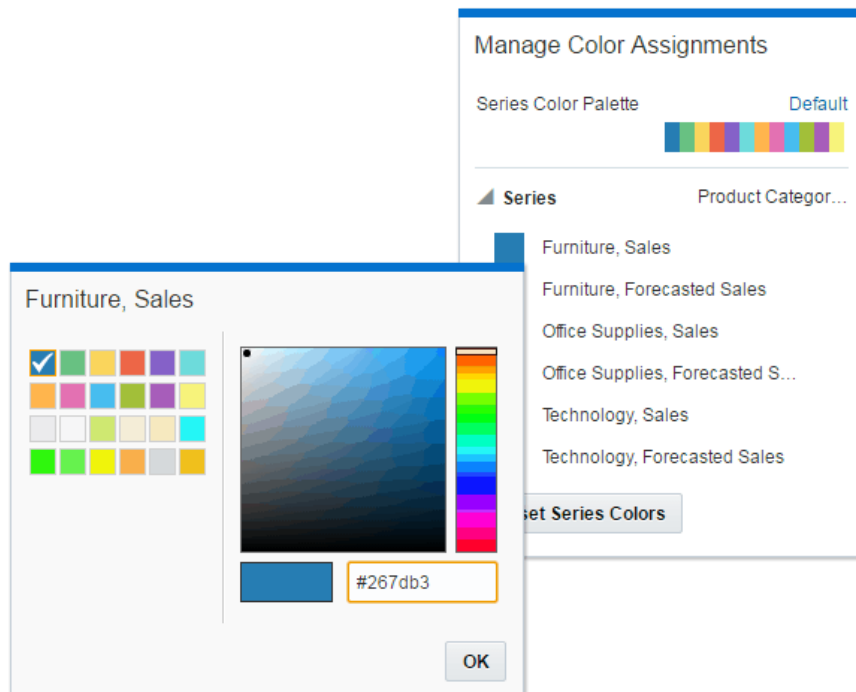 Manage Color Assignments
Series Color Palette Default
Series Product Categor...
Furniture, Sales
Furniture, Forecasted Sales
Office Supplies, Sales
Office Supplies, Forecasted S...
Technology, Sales
Technology, Forecasted Sales
set Series Colors
Furniture, Sales
#267db3
OK